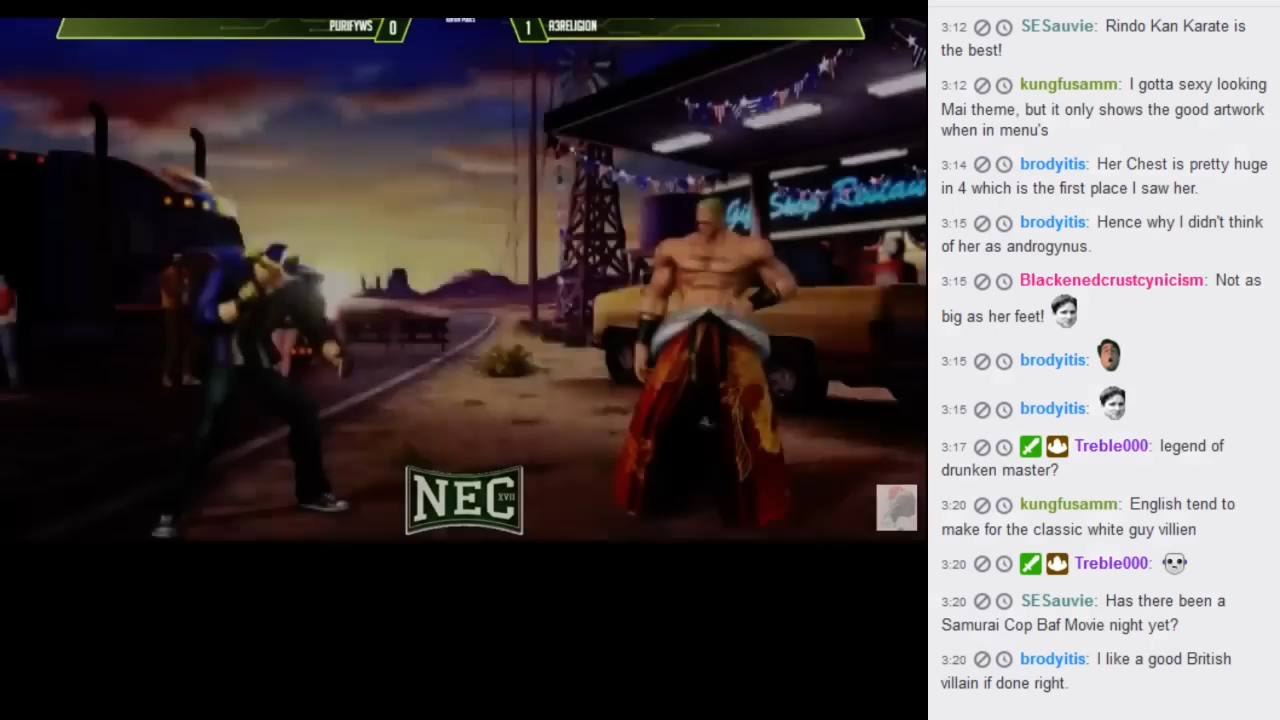 PURIFYWS 0
1 A3RELIGION
NEC XVII
3:12 SESauvie: Rindo Kan Karate is
the best!
3:12 kungfusamm: I gotta sexy looking
Mai theme, but it only shows the good artwork
when in menu's
3:14 brodyitis: Her Chest is pretty huge
in 4 which is the first place I saw her.
3:15 brodyitis: Hence why I didn't think
of her as androgynus.
3:15 Blackenedcrustcynicism: Not as
big as her feet!
3:15 brodyitis:
3:15 brodyitis:
3:17 Treble000: legend of
drunken master?
3:20 kungfusamm: English tend to
make for the classic white guy villien
3:20 Treble000:
3:20 SESauvie: Has there been a
Samurai Cop Baf Movie night yet?
3:20 brodyitis: I like a good British
villain if done right.